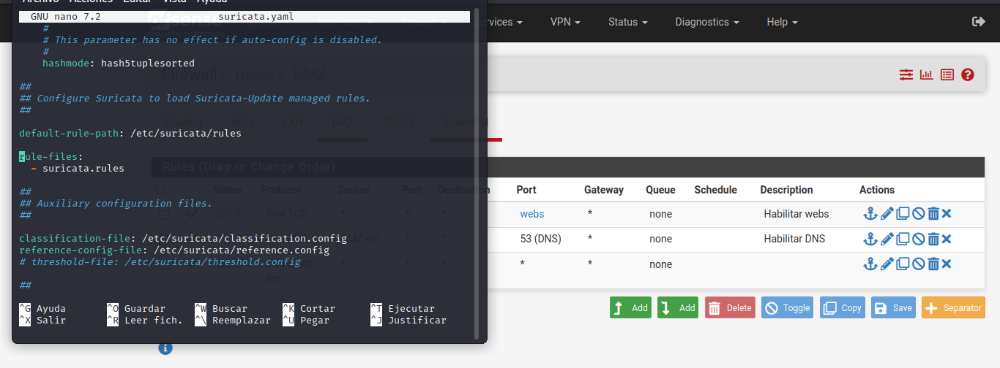 Archivo Acciones Editar Vista Ayuda
GNU nano 7.2 suricata.yaml
#
# This parameter has no effect if auto-config is disabled.
#
hashmode: hash5tuplesorted
##
## Configure Suricata to load Suricata-Update managed rules.
##
default-rule-path: /etc/suricata/rules
rule-files:
- suricata.rules
##
## Auxiliary configuration files.
##
classification-file: /etc/suricata/classification.config
reference-config-file: /etc/suricata/reference.config
# threshold-file: /etc/suricata/threshold.config
##
^G Ayuda ^O Guardar ^W Buscar ^K Cortar ^T Ejecutar
^X Salir ^R Leer fich. ^\ Reemplazar ^U Pegar ^J Justificar
pfsense
Services VPN Status Diagnostics Help
Firewall / Rules / DMZ
Floating WAN LAN DMZ DMZ_2 OpenVPN
Rules (Drag to Change Order)
States Protocol Source Port Destination Port Gateway Queue Schedule Description Actions
0/0 B IPv4 TCP * * * webs * none Habilitar webs
DMZ net * * 53 (DNS) * none Habilitar DNS
any * * * * * none
Add Add Delete Toggle Copy Save Separator